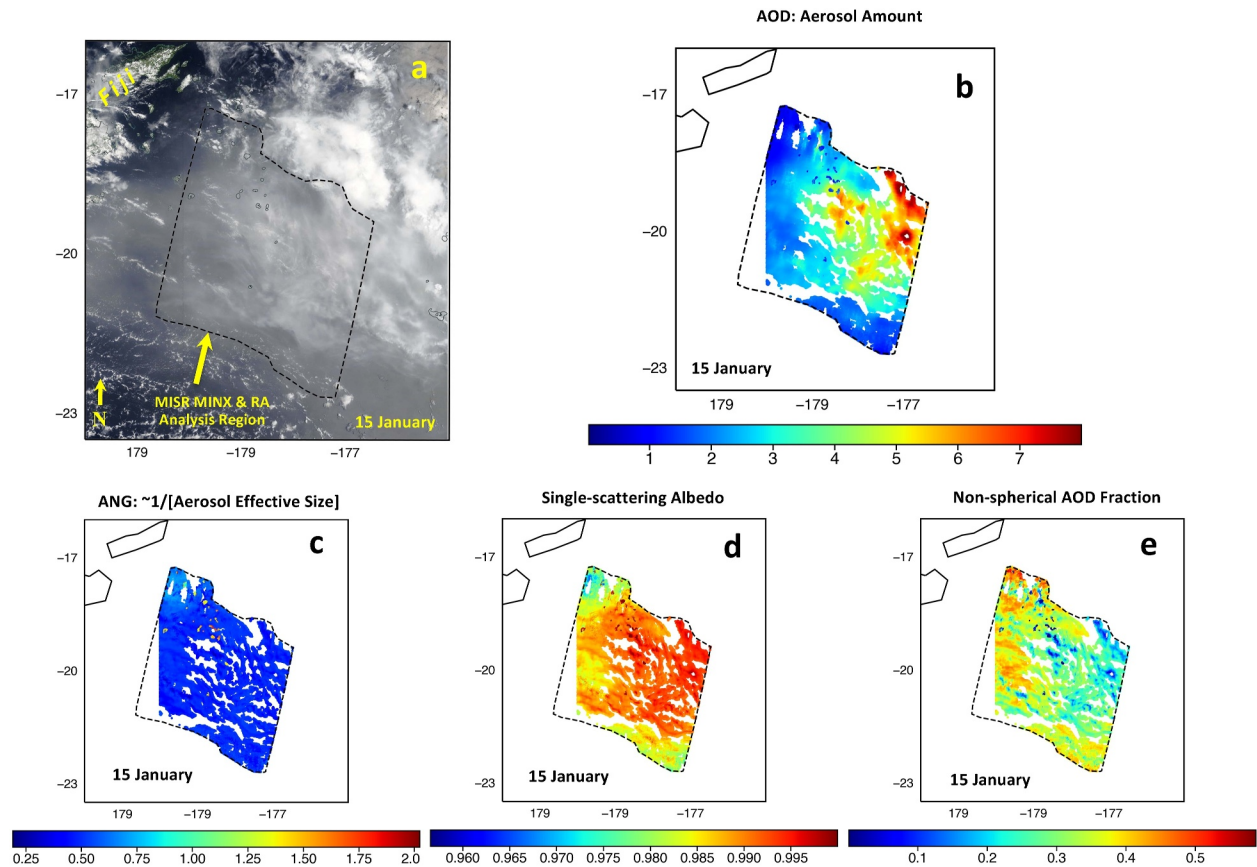 AOD: Aerosol Amount
Fiji
a
b
−17
−20
−23
−17
−20
−23
N
MISR MINX & RA
Analysis Region
15 January
15 January
179
−179
−177
179
−179
−177
1 2 3 4 5 6 7
ANG: ~1/[Aerosol Effective Size]
Single-scattering Albedo
Non-spherical AOD Fraction
c
d
e
−17
−20
−23
−17
−20
−23
−17
−20
−23
15 January
15 January
15 January
179 −179 −177
179 −179 −177
179 −179 −177
0.25 0.50 0.75 1.00 1.25 1.50 1.75 2.0
0.960 0.965 0.970 0.975 0.980 0.985 0.990 0.995
0.1 0.2 0.3 0.4 0.5